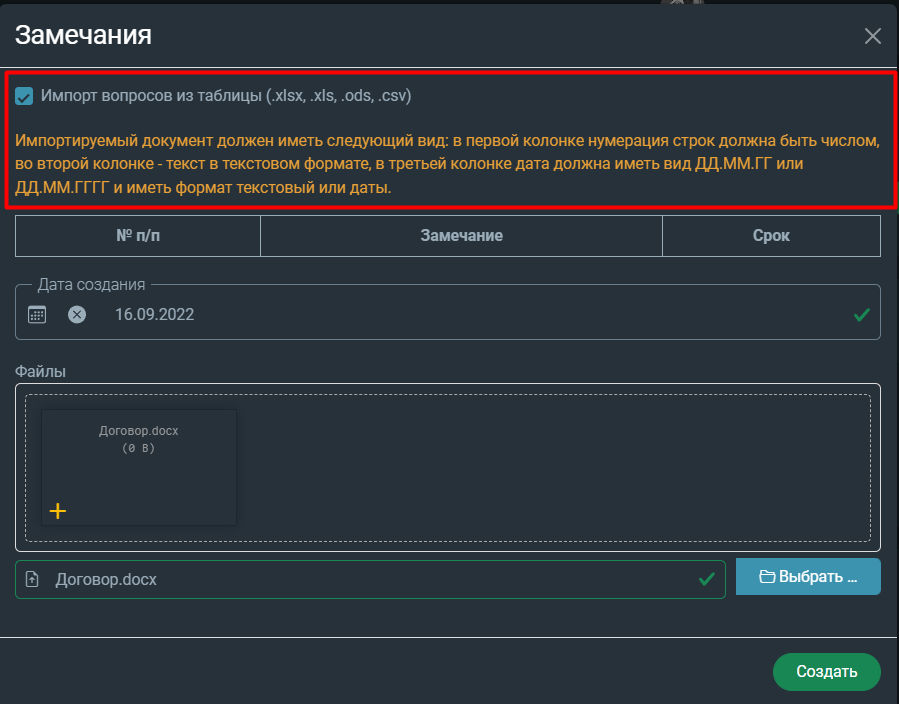 Замечания
Импорт вопросов из таблицы (.xlsx, .xls, .ods, .csv)
Импортируемый документ должен иметь следующий вид: в первой колонке нумерация строк должна быть числом,
во второй колонке - текст в текстовом формате, в третьей колонке дата должна иметь вид ДД.ММ.ГГ или
ДД.ММ.ГГГГ и иметь формат текстовый или даты.
№ п/п Замечание Срок
Дата создания
16.09.2022
Файлы
Договор.docx
(0 B)
Договор.docx
Выбрать ...
Создать